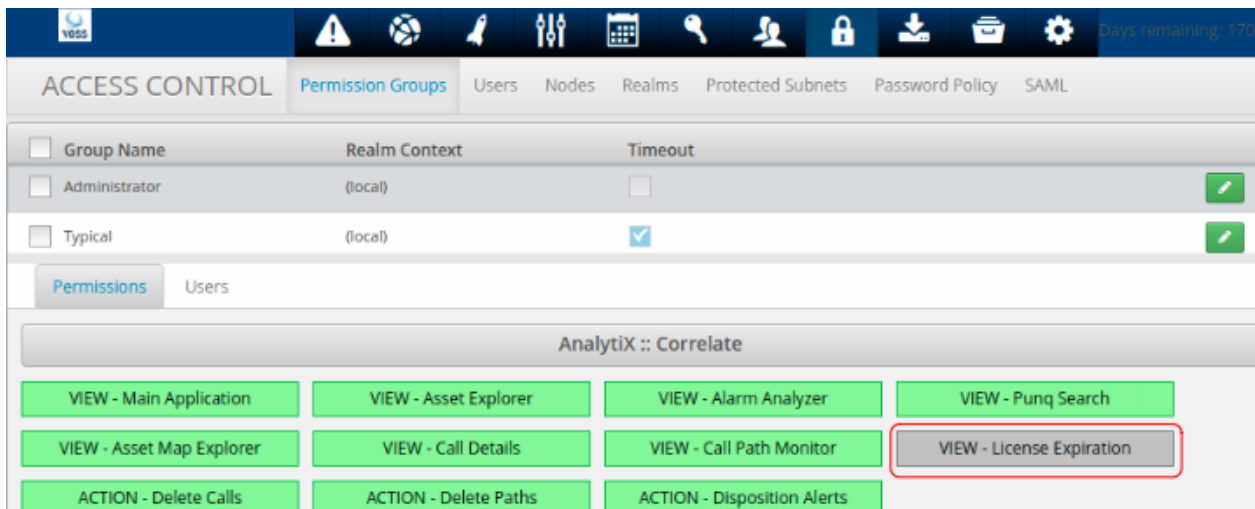 VOSS
Days remaining: 170
ACCESS CONTROL Permission Groups Users Nodes Realms Protected Subnets Password Policy SAML
Group Name Realm Context Timeout
Administrator (local)
Typical (local)
Permissions Users
AnalytiX :: Correlate
VIEW - Main Application VIEW - Asset Explorer VIEW - Alarm Analyzer VIEW - Punq Search
VIEW - Asset Map Explorer VIEW - Call Details VIEW - Call Path Monitor VIEW - License Expiration
ACTION - Delete Calls ACTION - Delete Paths ACTION - Disposition Alerts